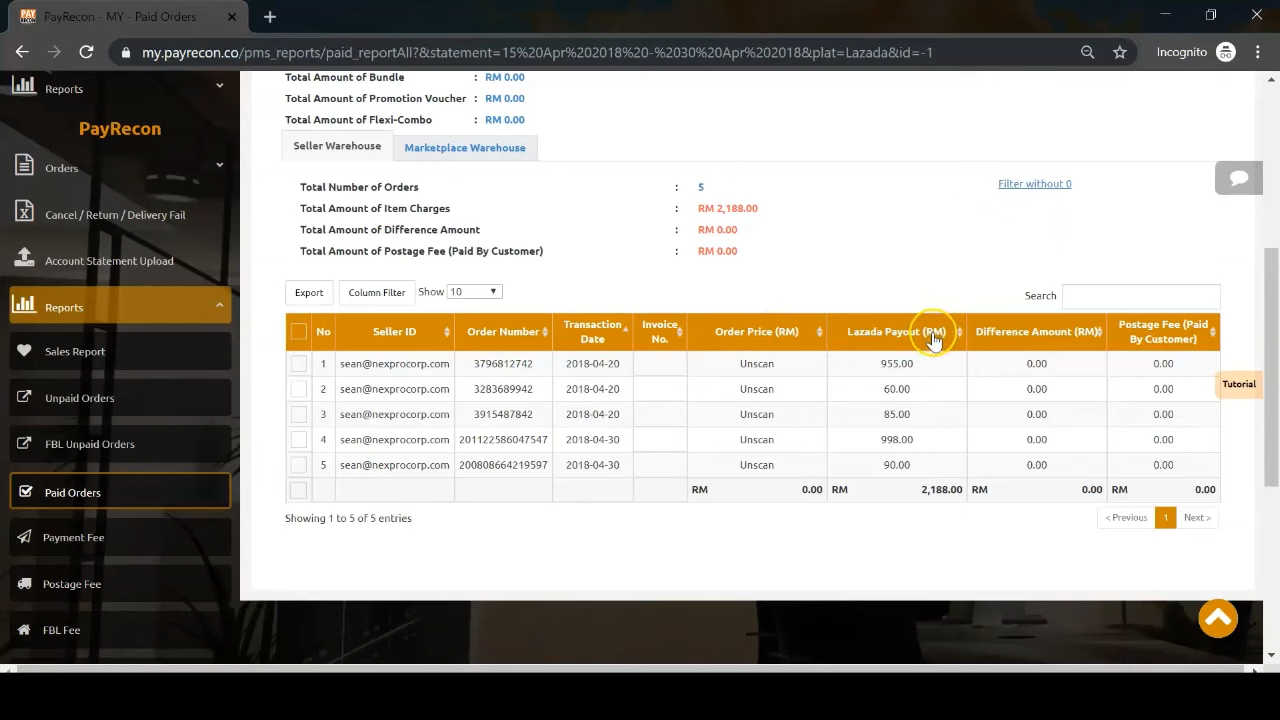 PayRecon - MY - Paid Orders
my.payrecon.co/pms_reports/paid_reportAll?&statement=15%20Apr%202018%20-%2030%20Apr%202018&plat=Lazada&id=-1
Incognito
Reports
PayRecon
Orders
Cancel / Return / Delivery Fail
Account Statement Upload
Reports
Sales Report
Unpaid Orders
FBL Unpaid Orders
Paid Orders
Payment Fee
Postage Fee
FBL Fee
Total Amount of Bundle : RM 0.00
Total Amount of Promotion Voucher : RM 0.00
Total Amount of Flexi-Combo : RM 0.00
Seller Warehouse Marketplace Warehouse
Total Number of Orders : 5 Filter without 0
Total Amount of Item Charges : RM 2,188.00
Total Amount of Difference Amount : RM 0.00
Total Amount of Postage Fee (Paid By Customer) : RM 0.00
Export Column Filter Show 10 Search
No Seller ID Order Number Transaction Date Invoice No. Order Price (RM) Lazada Payout (RM) Difference Amount (RM) Postage Fee (Paid By Customer)
1 sean@nexprocorp.com 3796812742 2018-04-20 Unscan 955.00 0.00 0.00
2 sean@nexprocorp.com 3283689942 2018-04-20 Unscan 60.00 0.00 0.00
3 sean@nexprocorp.com 3915487842 2018-04-20 Unscan 85.00 0.00 0.00
4 sean@nexprocorp.com 201122586047547 2018-04-30 Unscan 998.00 0.00 0.00
5 sean@nexprocorp.com 200808664219597 2018-04-30 Unscan 90.00 0.00 0.00
RM 0.00 RM 2,188.00 RM 0.00 RM 0.00
Showing 1 to 5 of 5 entries
< Previous 1 Next >
Tutorial